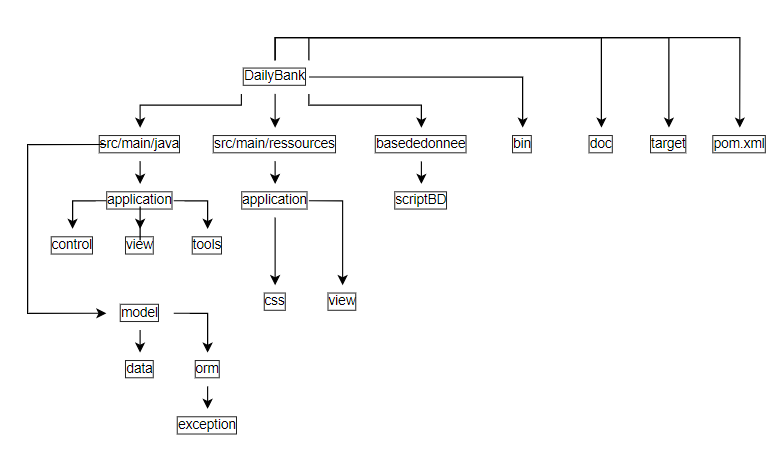 DailyBank
src/main/java
src/main/ressources
basededonnee
bin
doc
target
pom.xml
application
application
scriptBD
control
view
tools
css
view
model
data
orm
exception